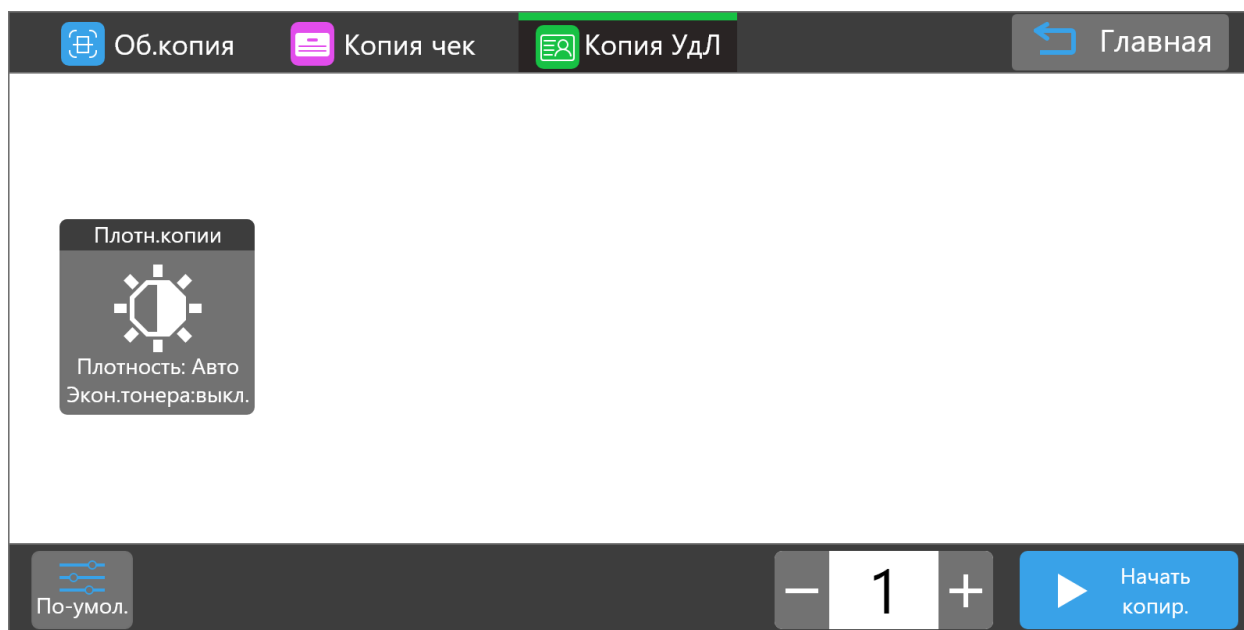 Об.копия
Копия чек
Копия УдЛ
Главная
Плотн.копии
Плотность: Авто
Экон.тонера:выкл.
По-умол.
1
Начать
копир.